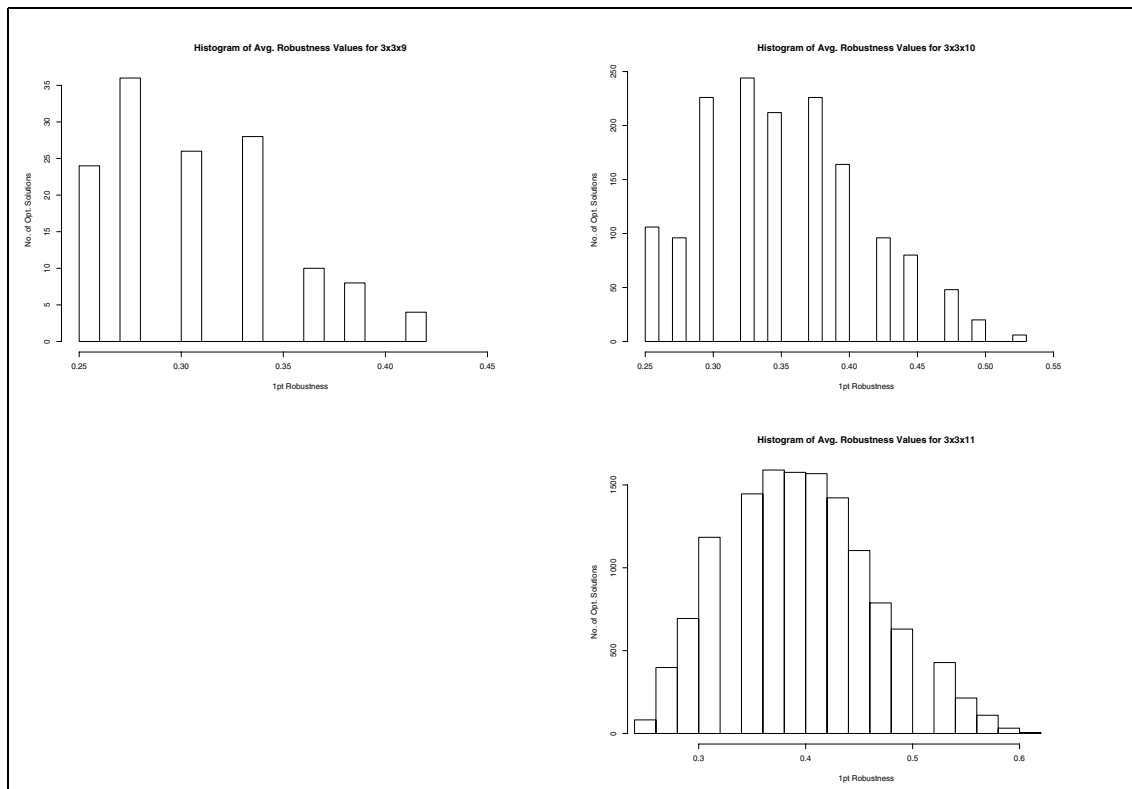 Histogram of Avg. Robustness Values for 3x3x9
No. of Opt. Solutions
0 5 10 15 20 25 30 35
0.25 0.30 0.35 0.40 0.45
1pt Robustness
Histogram of Avg. Robustness Values for 3x3x10
No. of Opt. Solutions
0 50 100 150 200 250
0.25 0.30 0.35 0.40 0.45 0.50 0.55
1pt Robustness
Histogram of Avg. Robustness Values for 3x3x11
No. of Opt. Solutions
0 500 1000 1500
0.3 0.4 0.5 0.6
1pt Robustness